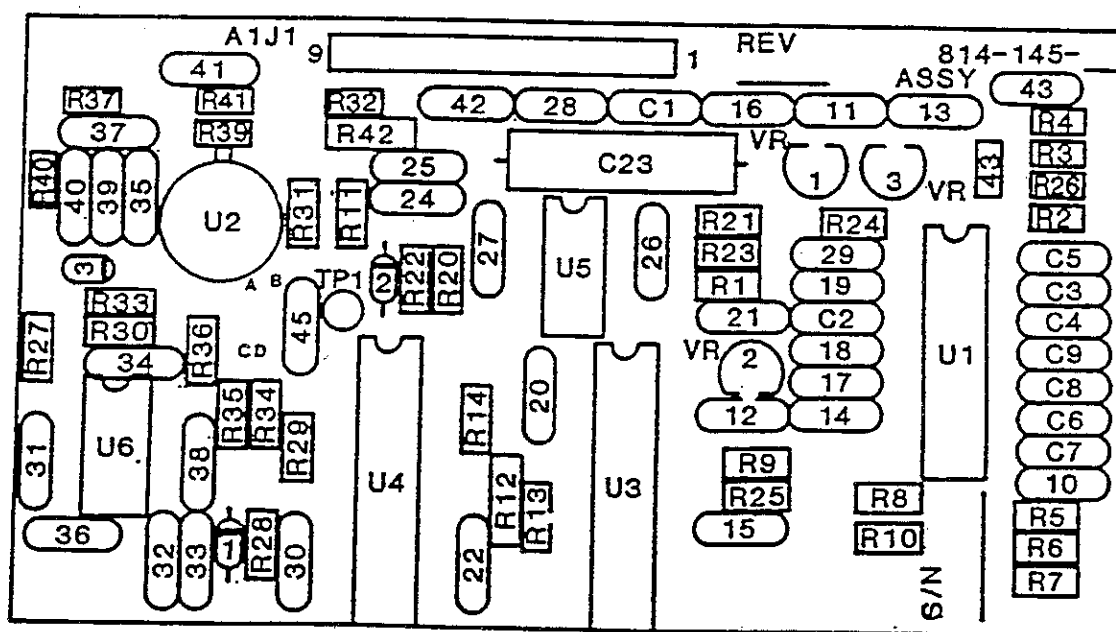 A1J1
9
1
REV
814-145-
ASSY
41
43
R37
R41
R32
42
28
C1
16
11
13
R4
37
R39
R42
VR
R3
R40
40
39
35
25
C23
1
3
VR
43
R26
24
R2
U2
R31
R11
27
U5
26
R21
R24
C5
3
A
B
TP1
2
R22
R20
R23
29
C3
R33
R1
19
C4
R27
R30
45
21
C2
34
R36
CD
VR
2
18
U1
C9
R35
R34
20
17
C8
31
U6
38
R29
R14
12
14
C6
C7
U4
R12
R13
U3
R9
10
R25
R8
R5
36
32
33
1
R28
30
22
15
R10
R6
R7
S/N